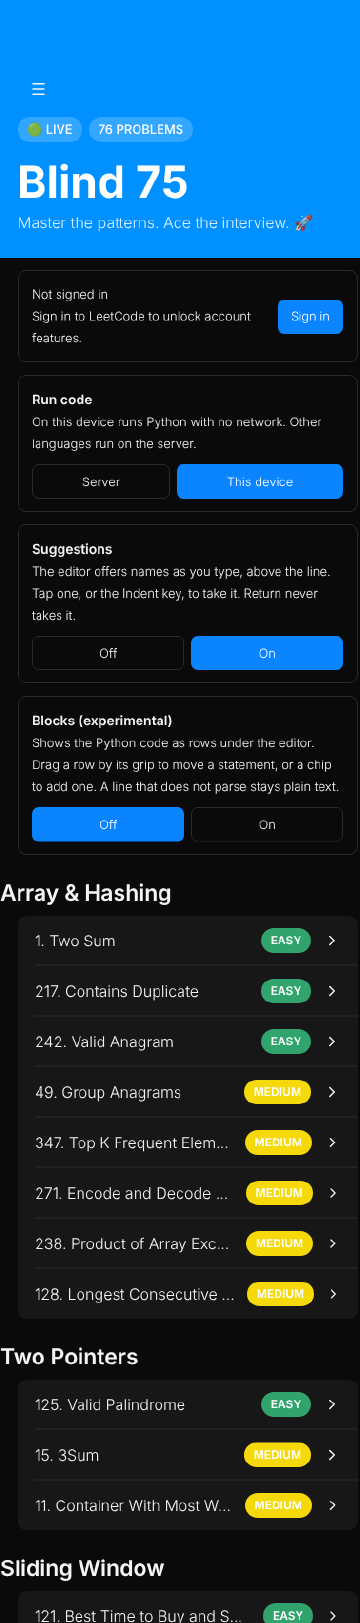 ☰
🟢 LIVE
76 PROBLEMS
Blind 75
Master the patterns. Ace the interview. 🚀
Not signed in
Sign in to LeetCode to unlock account
features.
Sign in
Run code
On this device runs Python with no network. Other
languages run on the server.
Server
This device
Suggestions
The editor offers names as you type, above the line.
Tap one, or the Indent key, to take it. Return never
takes it.
Off
On
Blocks (experimental)
Shows the Python code as rows under the editor.
Drag a row by its grip to move a statement, or a chip
to add one. A line that does not parse stays plain text.
Off
On
Array & Hashing
1. Two Sum EASY
217. Contains Duplicate EASY
242. Valid Anagram EASY
49. Group Anagrams MEDIUM
347. Top K Frequent Elem... MEDIUM
271. Encode and Decode ... MEDIUM
238. Product of Array Exc... MEDIUM
128. Longest Consecutive ... MEDIUM
Two Pointers
125. Valid Palindrome EASY
15. 3Sum MEDIUM
11. Container With Most W... MEDIUM
Sliding Window
121. Best Time to Buy and S... EASY